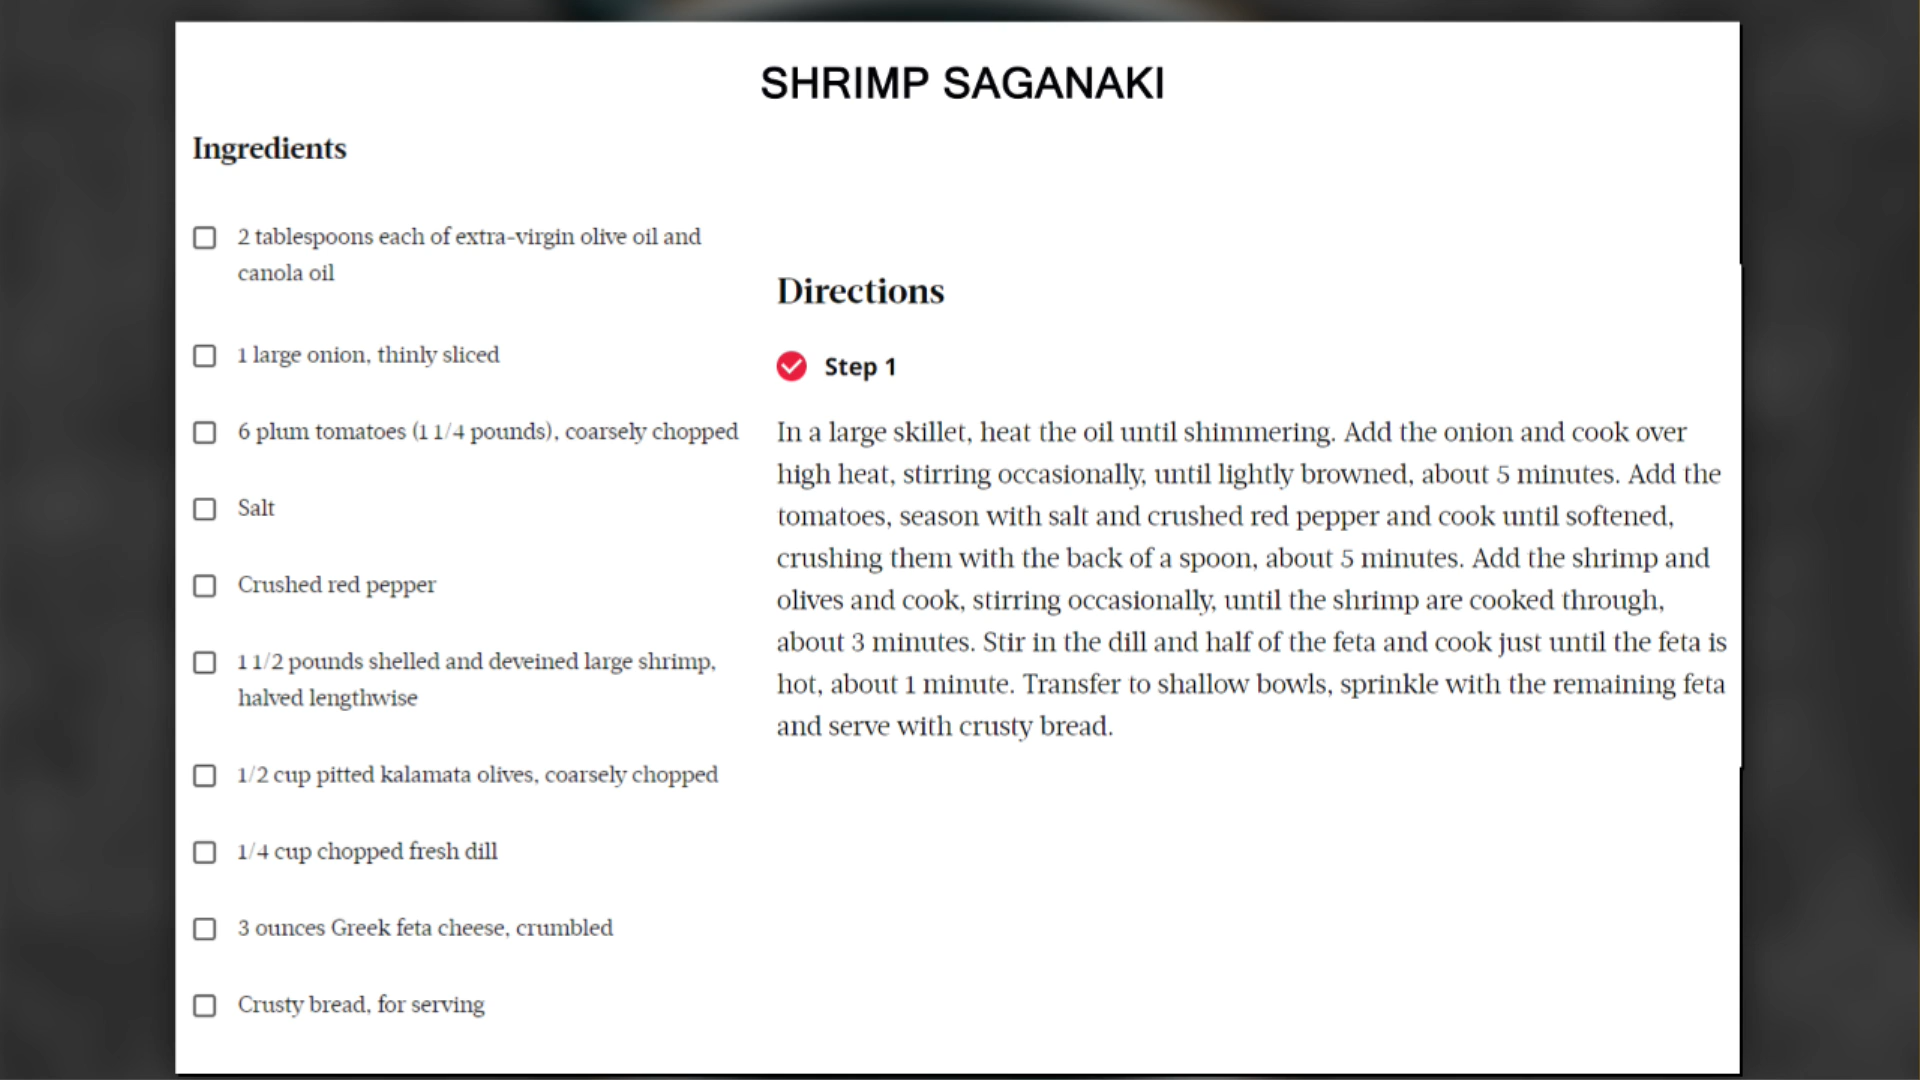 SHRIMP SAGANAKI
Ingredients
2 tablespoons each of extra-virgin olive oil and
canola oil
1 large onion, thinly sliced
6 plum tomatoes (1 1/4 pounds), coarsely chopped
Salt
Crushed red pepper
1 1/2 pounds shelled and deveined large shrimp,
halved lengthwise
1/2 cup pitted kalamata olives, coarsely chopped
1/4 cup chopped fresh dill
3 ounces Greek feta cheese, crumbled
Crusty bread, for serving
Directions
Step 1
In a large skillet, heat the oil until shimmering. Add the onion and cook over
high heat, stirring occasionally, until lightly browned, about 5 minutes. Add the
tomatoes, season with salt and crushed red pepper and cook until softened,
crushing them with the back of a spoon, about 5 minutes. Add the shrimp and
olives and cook, stirring occasionally, until the shrimp are cooked through,
about 3 minutes. Stir in the dill and half of the feta and cook just until the feta is
hot, about 1 minute. Transfer to shallow bowls, sprinkle with the remaining feta
and serve with crusty bread.